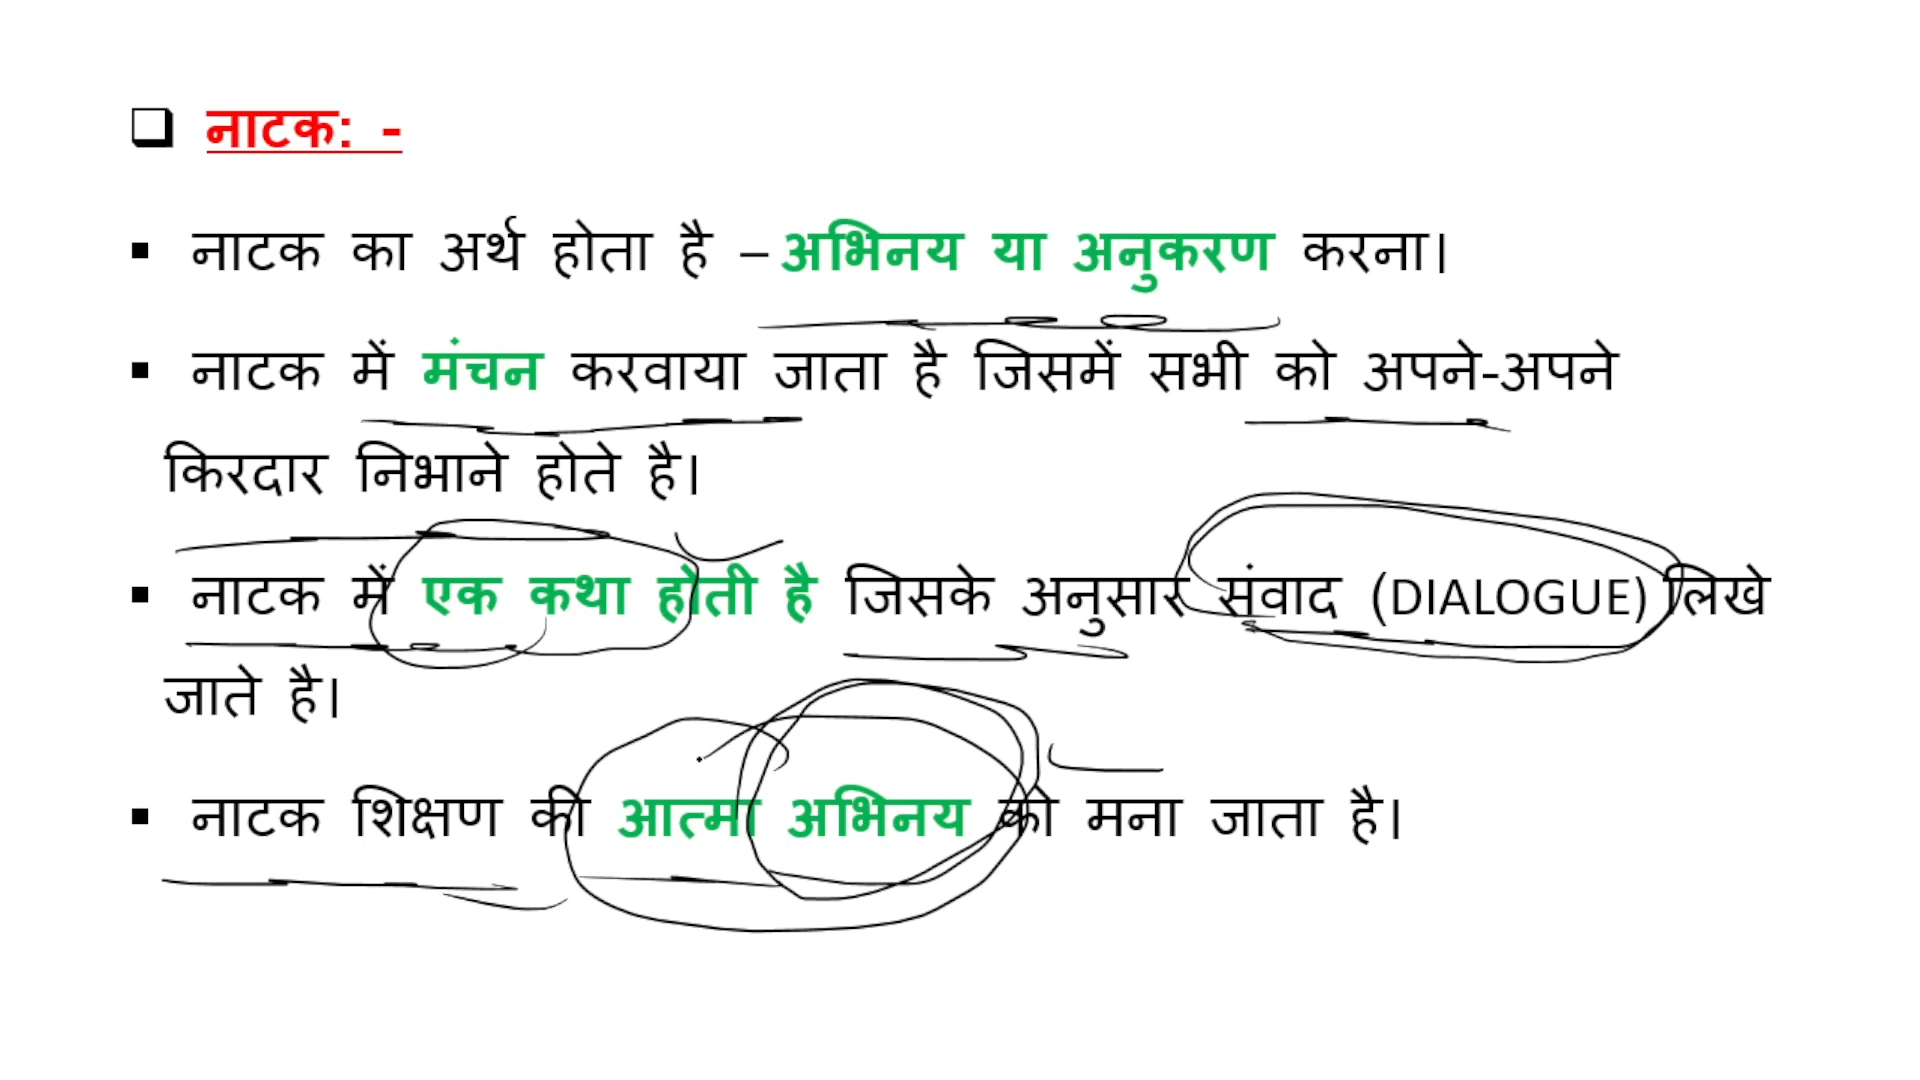 नाटक: -
नाटक का अर्थ होता है – अभिनय या अनुकरण करना।
नाटक में मंचन करवाया जाता है जिसमें सभी को अपने-अपने
किरदार निभाने होते है।
नाटक में एक कथा होती है जिसके अनुसार संवाद (DIALOGUE) लिखे
जाते है।
नाटक शिक्षण की आत्मा अभिनय को मना जाता है।